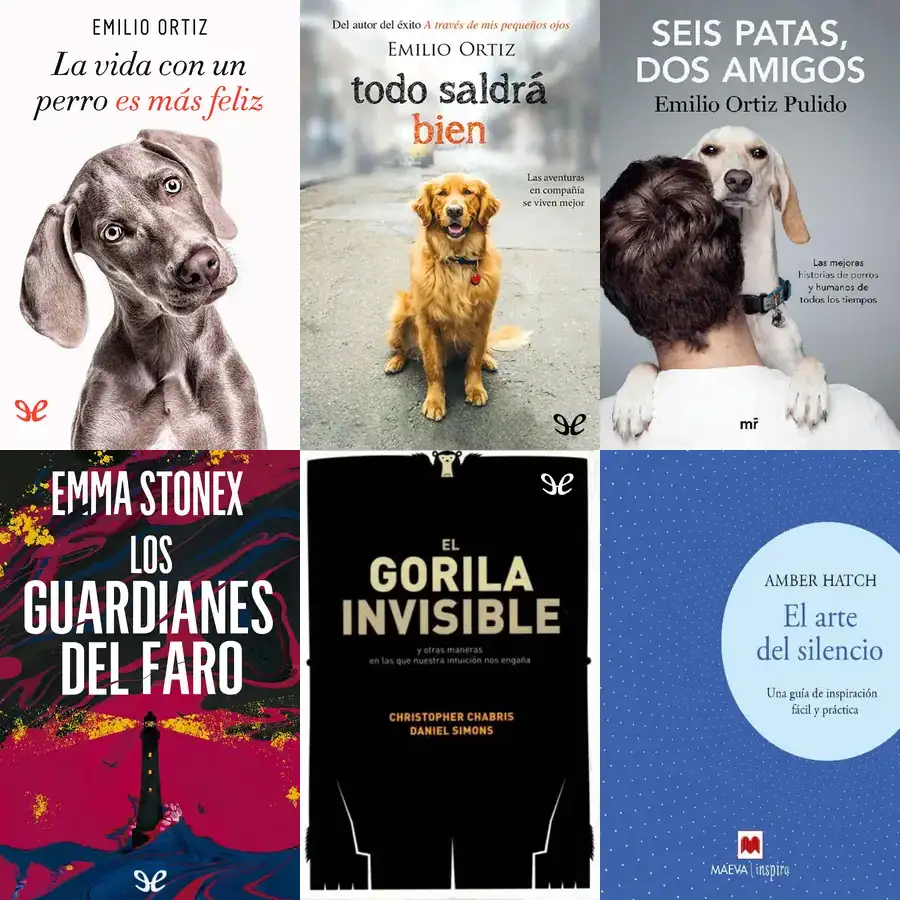 EMILIO ORTIZ
La vida con un
perro es más feliz
Del autor del éxito A través de mis pequeños ojos
EMILIO ORTIZ
todo saldrá
bien
Las aventuras
en compañía
se viven mejor
SEIS PATAS,
DOS AMIGOS
Emilio Ortiz Pulido
Las mejores
historias de perros
y humanos de
todos los tiempos
mr
EMMA STONEX
LOS
GUARDIANES
DEL FARO
EL
GORILA
INVISIBLE
y otras maneras
en las que nuestra intuición nos engaña
CHRISTOPHER CHABRIS
DANIEL SIMONS
AMBER HATCH
El arte
del silencio
Una guía de inspiración
fácil y práctica
MAEVA | inspira